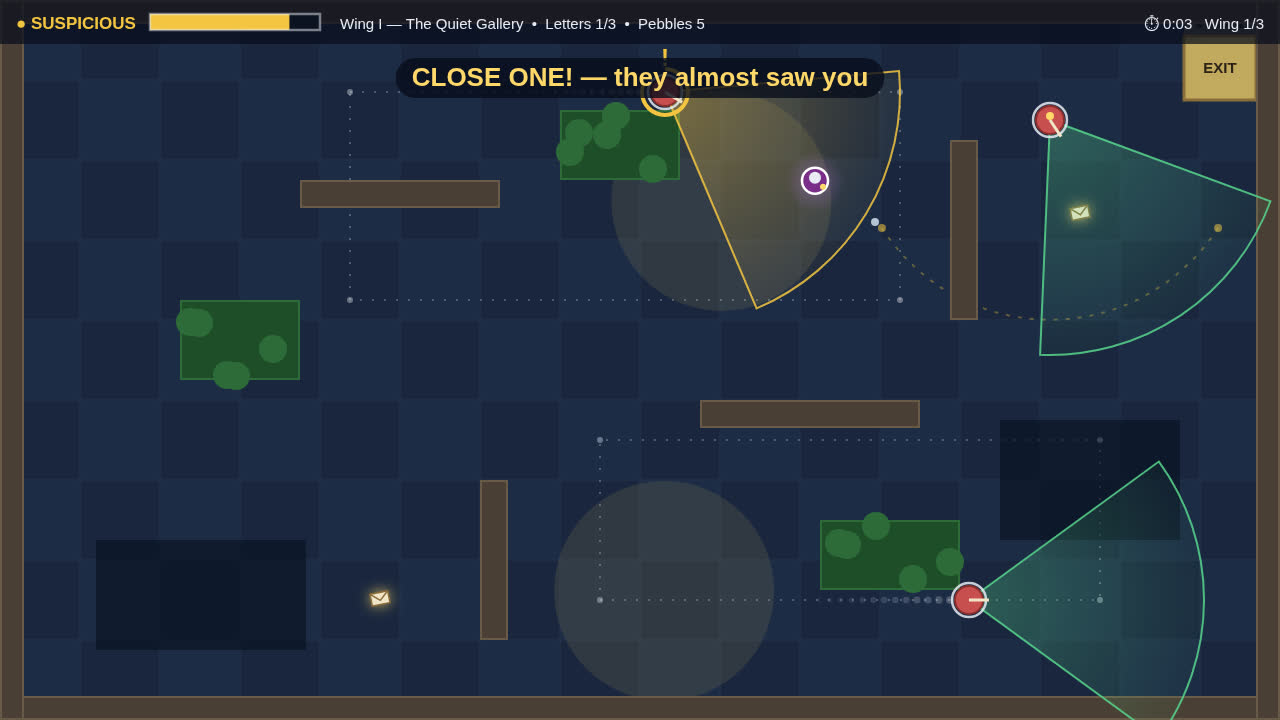 SUSPICIOUS
Wing I — The Quiet Gallery • Letters 1/3 • Pebbles 5
⏱ 0:03 Wing 1/3
EXIT
CLOSE ONE! — they almost saw you